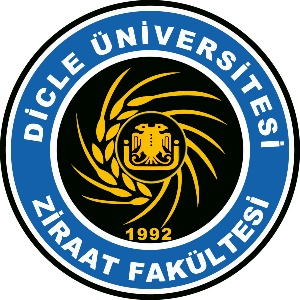 DİCLE ÜNİVERSİTESİ
1992
ZİRAAT FAKÜLTESİ